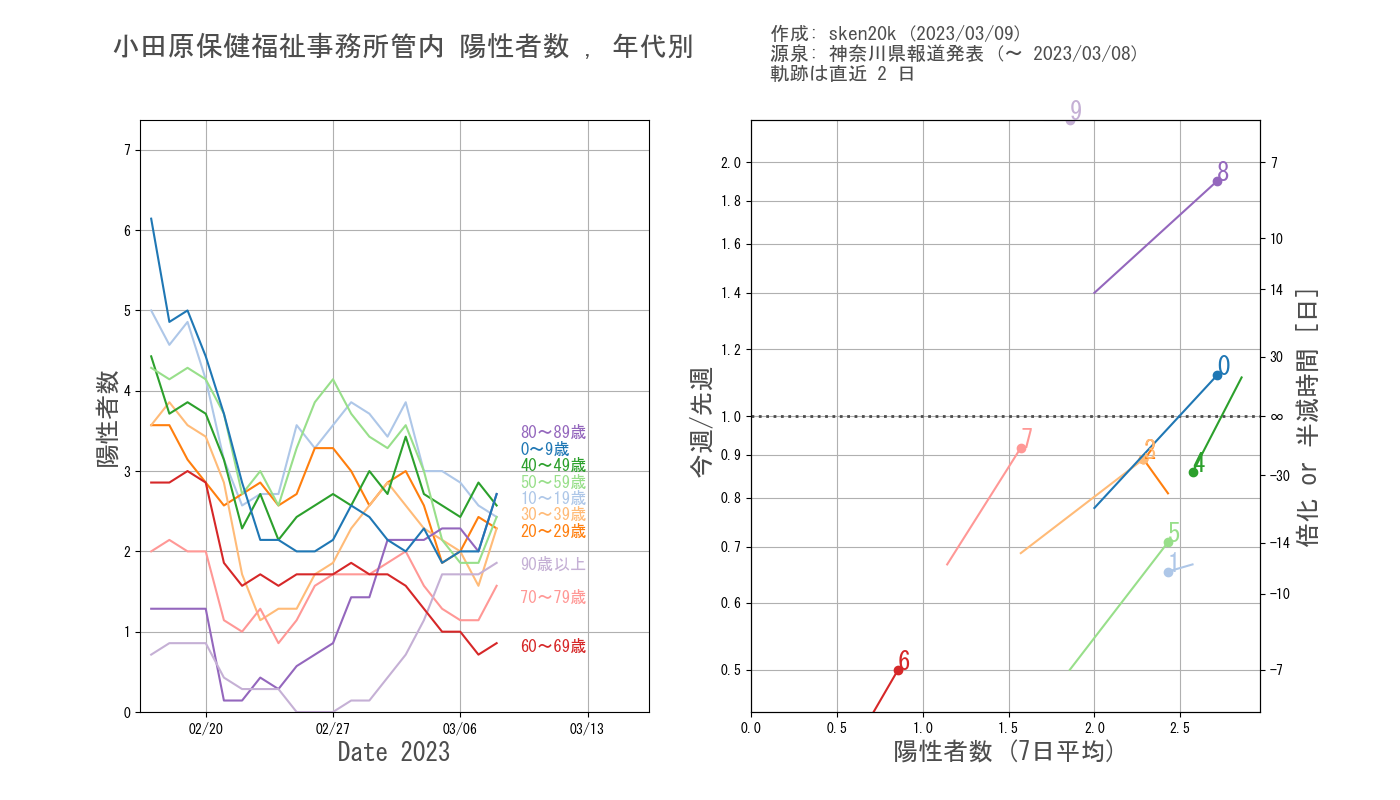 小田原保健福祉事務所管内 陽性者数 , 年代別
作成: sken20k (2023/03/09)
源泉: 神奈川県報道発表 (～ 2023/03/08)
軌跡は直近 2 日
陽性者数
7
6
5
4
3
2
1
0
80～89歳
0～9歳
40～49歳
50～59歳
10～19歳
30～39歳
20～29歳
90歳以上
70～79歳
60～69歳
02/20
02/27
03/06
03/13
Date 2023
今週/先週
2.0
1.8
1.6
1.4
1.2
1.0
0.9
0.8
0.7
0.6
0.5
9
8
0
7
2
4
5
1
6
0.0
0.5
1.0
1.5
2.0
2.5
陽性者数 (7日平均)
7
10
14
30
∞
−30
−14
−10
−7
倍化 or 半減時間 [日]